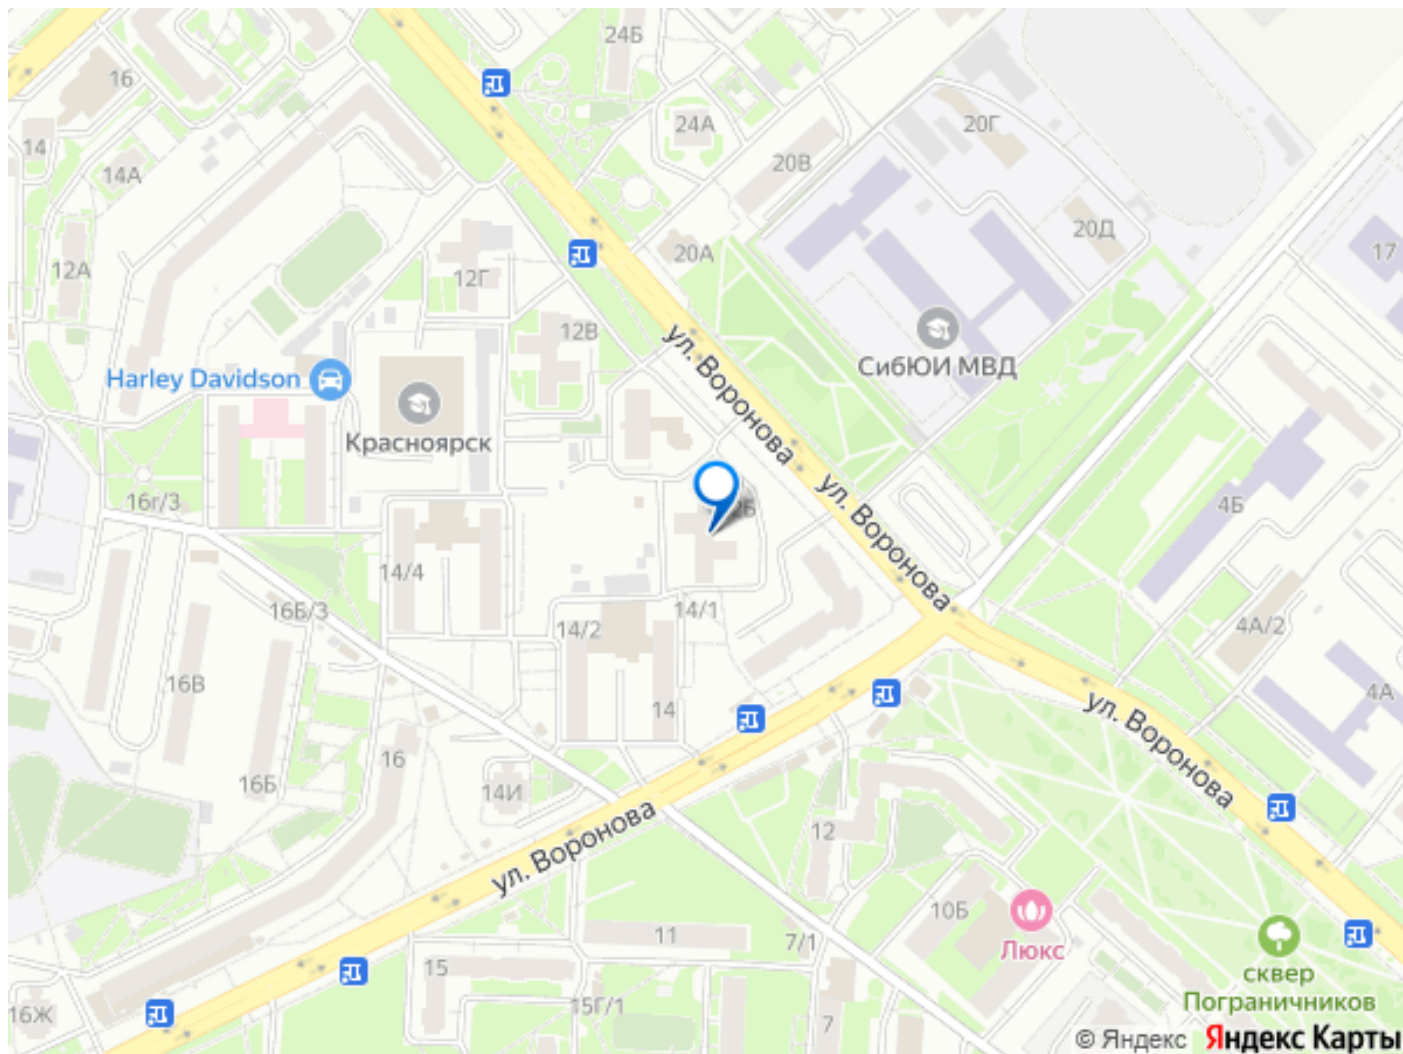 24Б
16
24А
20Г
14
20В
14А
20Д
20А
17
12А
12Г
12В
ул. Воронова
СибЮИ МВД
Harley Davidson
Красноярск
16г/3
ул. Воронова
4Б
14/4
16Б/3
14/1
14/2
4А/2
16В
4А
14
ул. Воронова
16
16Б
14И
12
ул. Воронова
10Б
11
7/1
Люкс
15
сквер
Пограничников
15Г/1
16Ж
7
© Яндекс Яндекс Карты